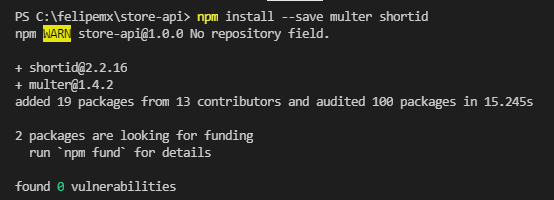 PS C:\felipemx\store-api> npm install --save multer shortid
npm WARN store-api@1.0.0 No repository field.
+ shortid@2.2.16
+ multer@1.4.2
added 19 packages from 13 contributors and audited 100 packages in 15.245s
2 packages are looking for funding
  run `npm fund` for details
found 0 vulnerabilities